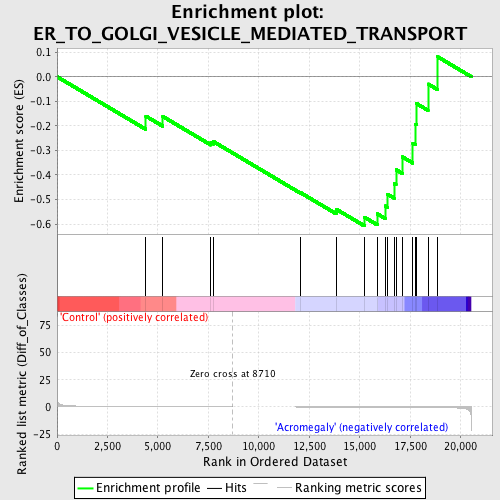 Enrichment plot:
ER_TO_GOLGI_VESICLE_MEDIATED_TRANSPORT
Enrichment score (ES)
0.1
0.0
-0.1
-0.2
-0.3
-0.4
-0.5
-0.6
'Control' (positively correlated)
Ranked list metric (Diff_of_Classes)
75
50
25
0
-25
Zero cross at 8710
'Acromegaly' (negatively correlated)
0 2,500 5,000 7,500 10,000 12,500 15,000 17,500 20,000
Rank in Ordered Dataset
Enrichment profile Hits Ranking metric scores